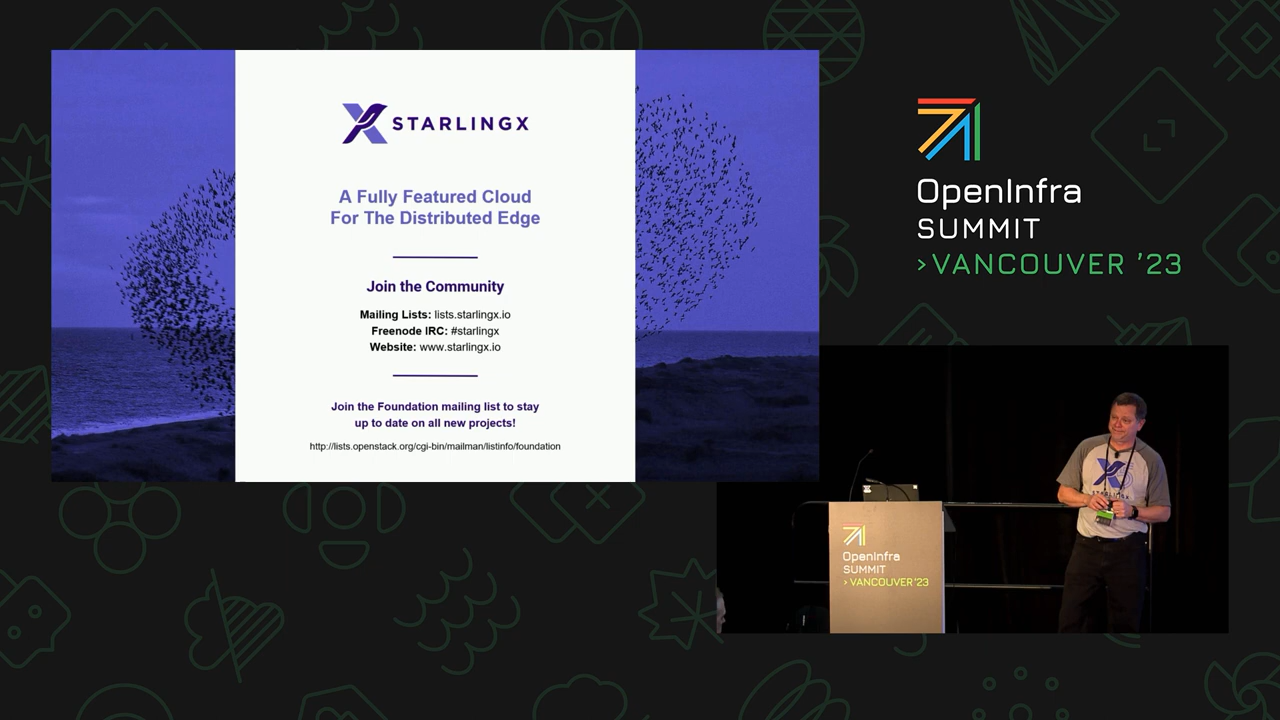 STARLINGX
A Fully Featured Cloud
For The Distributed Edge
Join the Community
Mailing Lists: lists.starlingx.io
Freenode IRC: #starlingx
Website: www.starlingx.io
Join the Foundation mailing list to stay
up to date on all new projects!
http://lists.openstack.org/cgi-bin/mailman/listinfo/foundation
OpenInfra
SUMMIT
>VANCOUVER '23
STARLINGX
OpenInfra
SUMMIT
> VANCOUVER '23